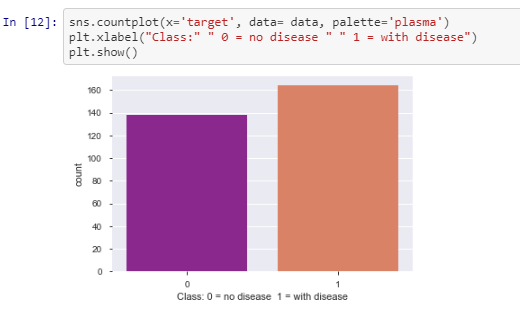 In [12]: sns.countplot(x='target', data= data, palette='plasma')
plt.xlabel("Class:" " 0 = no disease " " 1 = with disease")
plt.show()
160
140
120
100
80
60
40
20
0
count
0 1
Class: 0 = no disease  1 = with disease